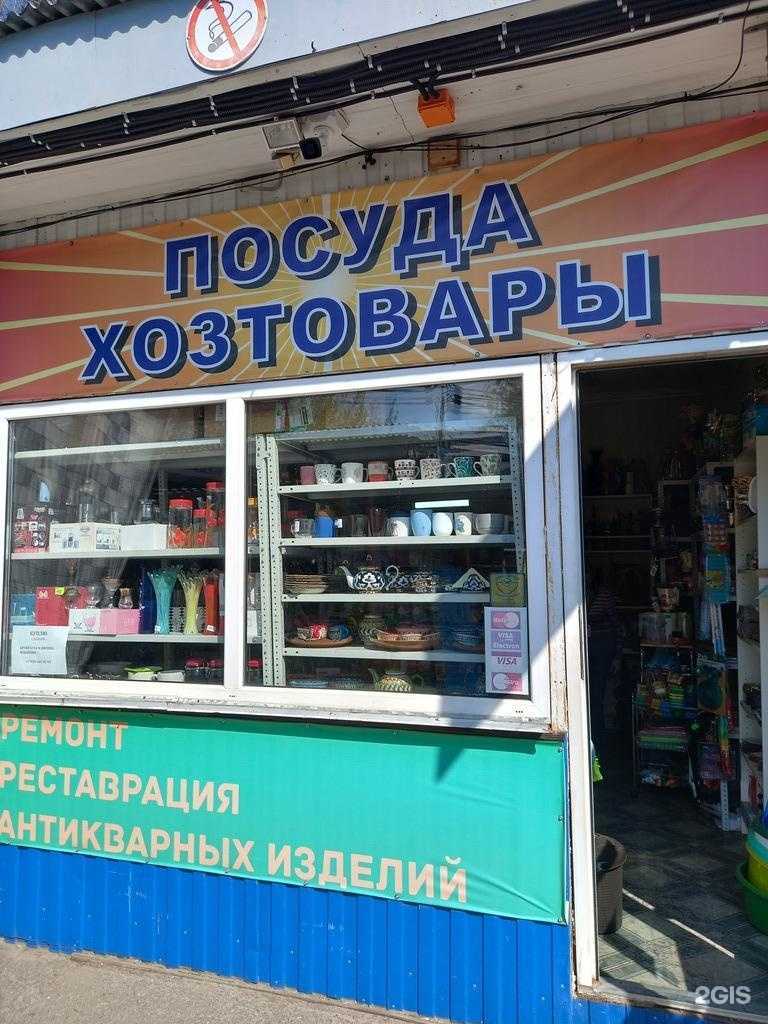 ПОСУДА
ХОЗТОВАРЫ
VISA
Electron
VISA
РЕМОНТ
РЕСТАВРАЦИЯ
АНТИКВАРНЫХ ИЗДЕЛИЙ
2GIS